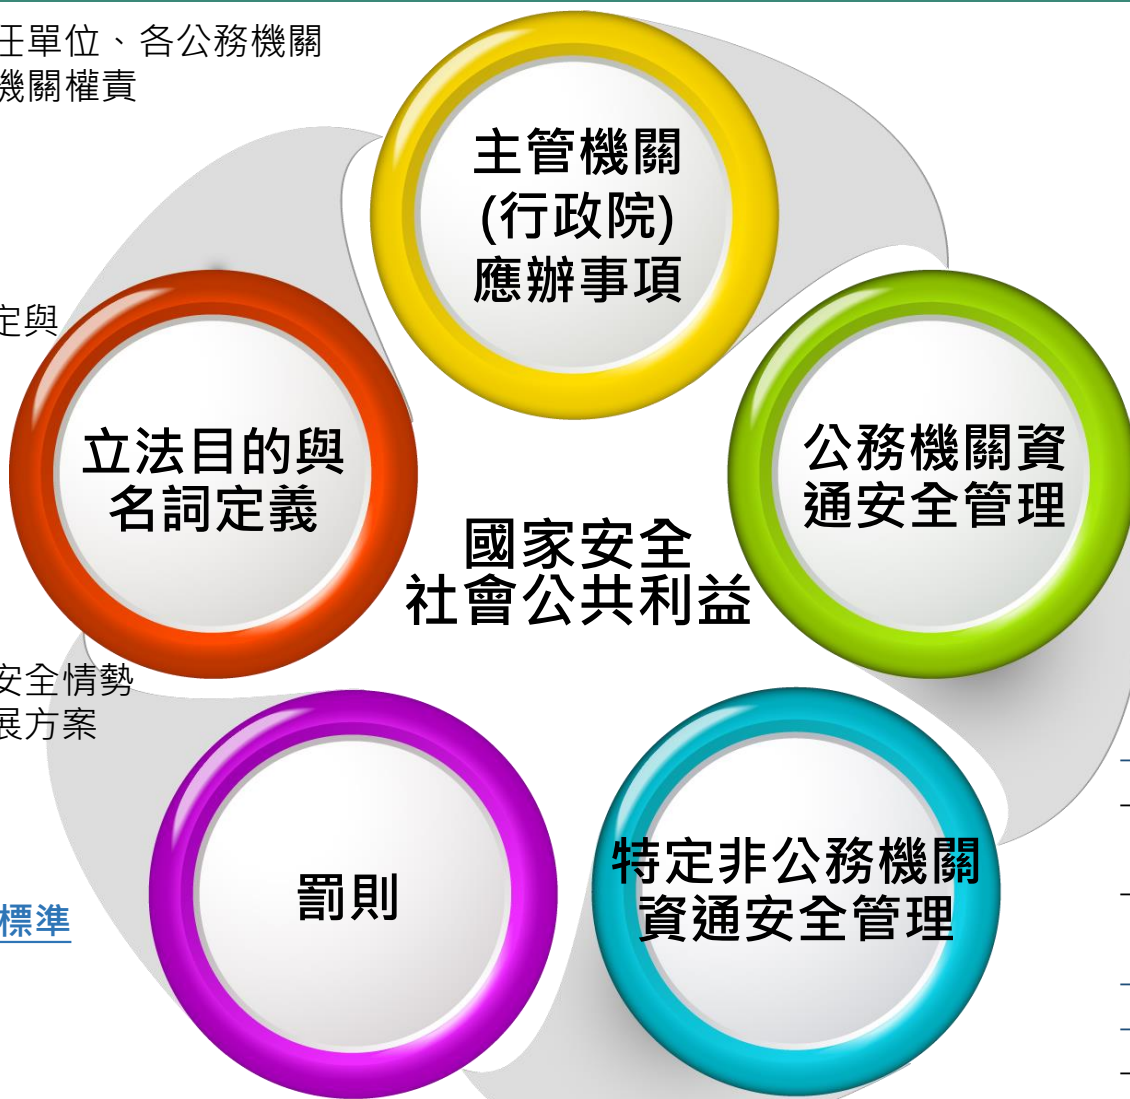 任單位、各公務機關
機關權責
主管機關
(行政院)
應辦事項
定與
立法目的與
名詞定義
公務機關資
通安全管理
國家安全
社會公共利益
安全情勢
展方案
罰則
特定非公務機關
資通安全管理
標準